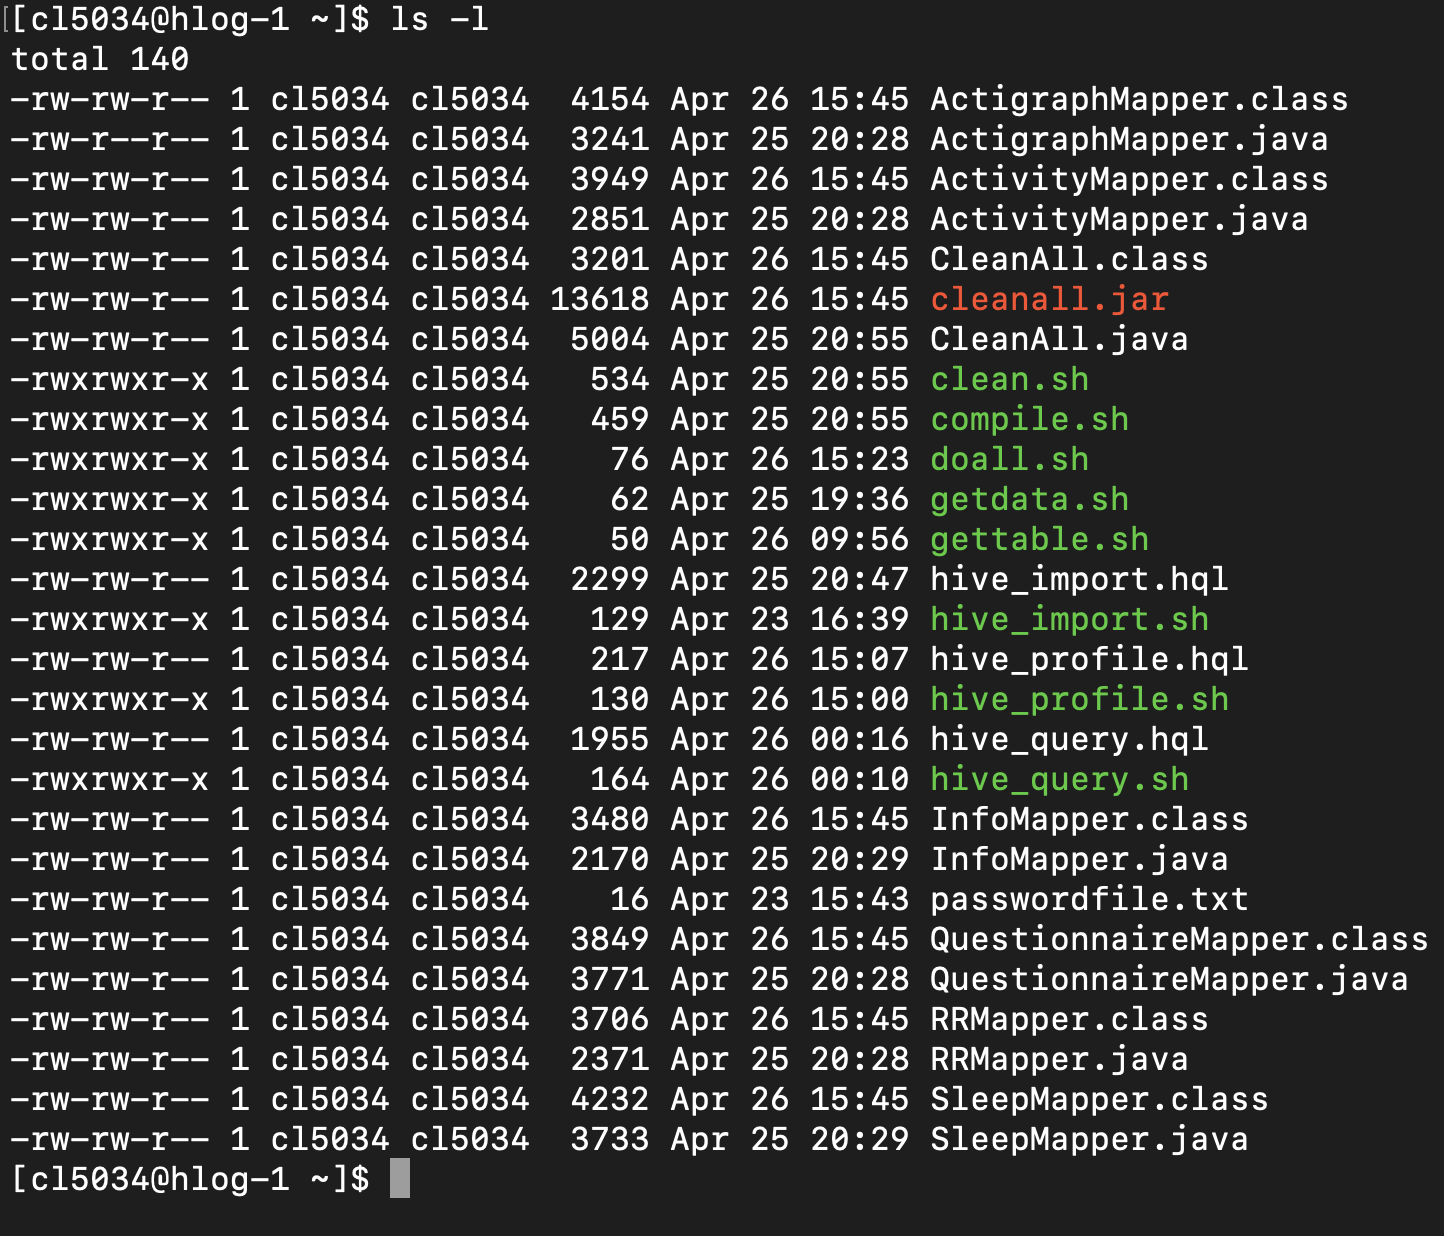 [[cl5034@hlog-1 ~]$ ls -l
total 140
-rw-rw-r-- 1 cl5034 cl5034  4154 Apr 26 15:45 ActigraphMapper.class
-rw-r--r-- 1 cl5034 cl5034  3241 Apr 25 20:28 ActigraphMapper.java
-rw-rw-r-- 1 cl5034 cl5034  3949 Apr 26 15:45 ActivityMapper.class
-rw-rw-r-- 1 cl5034 cl5034  2851 Apr 25 20:28 ActivityMapper.java
-rw-rw-r-- 1 cl5034 cl5034  3201 Apr 26 15:45 CleanAll.class
-rw-rw-r-- 1 cl5034 cl5034 13618 Apr 26 15:45 cleanall.jar
-rw-rw-r-- 1 cl5034 cl5034  5004 Apr 25 20:55 CleanAll.java
-rwxrwxr-x 1 cl5034 cl5034   534 Apr 25 20:55 clean.sh
-rwxrwxr-x 1 cl5034 cl5034   459 Apr 25 20:55 compile.sh
-rwxrwxr-x 1 cl5034 cl5034    76 Apr 26 15:23 doall.sh
-rwxrwxr-x 1 cl5034 cl5034    62 Apr 25 19:36 getdata.sh
-rwxrwxr-x 1 cl5034 cl5034    50 Apr 26 09:56 gettable.sh
-rw-rw-r-- 1 cl5034 cl5034  2299 Apr 25 20:47 hive_import.hql
-rwxrwxr-x 1 cl5034 cl5034   129 Apr 23 16:39 hive_import.sh
-rw-rw-r-- 1 cl5034 cl5034   217 Apr 26 15:07 hive_profile.hql
-rwxrwxr-x 1 cl5034 cl5034   130 Apr 26 15:00 hive_profile.sh
-rw-rw-r-- 1 cl5034 cl5034  1955 Apr 26 00:16 hive_query.hql
-rwxrwxr-x 1 cl5034 cl5034   164 Apr 26 00:10 hive_query.sh
-rw-rw-r-- 1 cl5034 cl5034  3480 Apr 26 15:45 InfoMapper.class
-rw-rw-r-- 1 cl5034 cl5034  2170 Apr 25 20:29 InfoMapper.java
-rw-rw-r-- 1 cl5034 cl5034    16 Apr 23 15:43 passwordfile.txt
-rw-rw-r-- 1 cl5034 cl5034  3849 Apr 26 15:45 QuestionnaireMapper.class
-rw-rw-r-- 1 cl5034 cl5034  3771 Apr 25 20:28 QuestionnaireMapper.java
-rw-rw-r-- 1 cl5034 cl5034  3706 Apr 26 15:45 RRMapper.class
-rw-rw-r-- 1 cl5034 cl5034  2371 Apr 25 20:28 RRMapper.java
-rw-rw-r-- 1 cl5034 cl5034  4232 Apr 26 15:45 SleepMapper.class
-rw-rw-r-- 1 cl5034 cl5034  3733 Apr 25 20:29 SleepMapper.java
[cl5034@hlog-1 ~]$